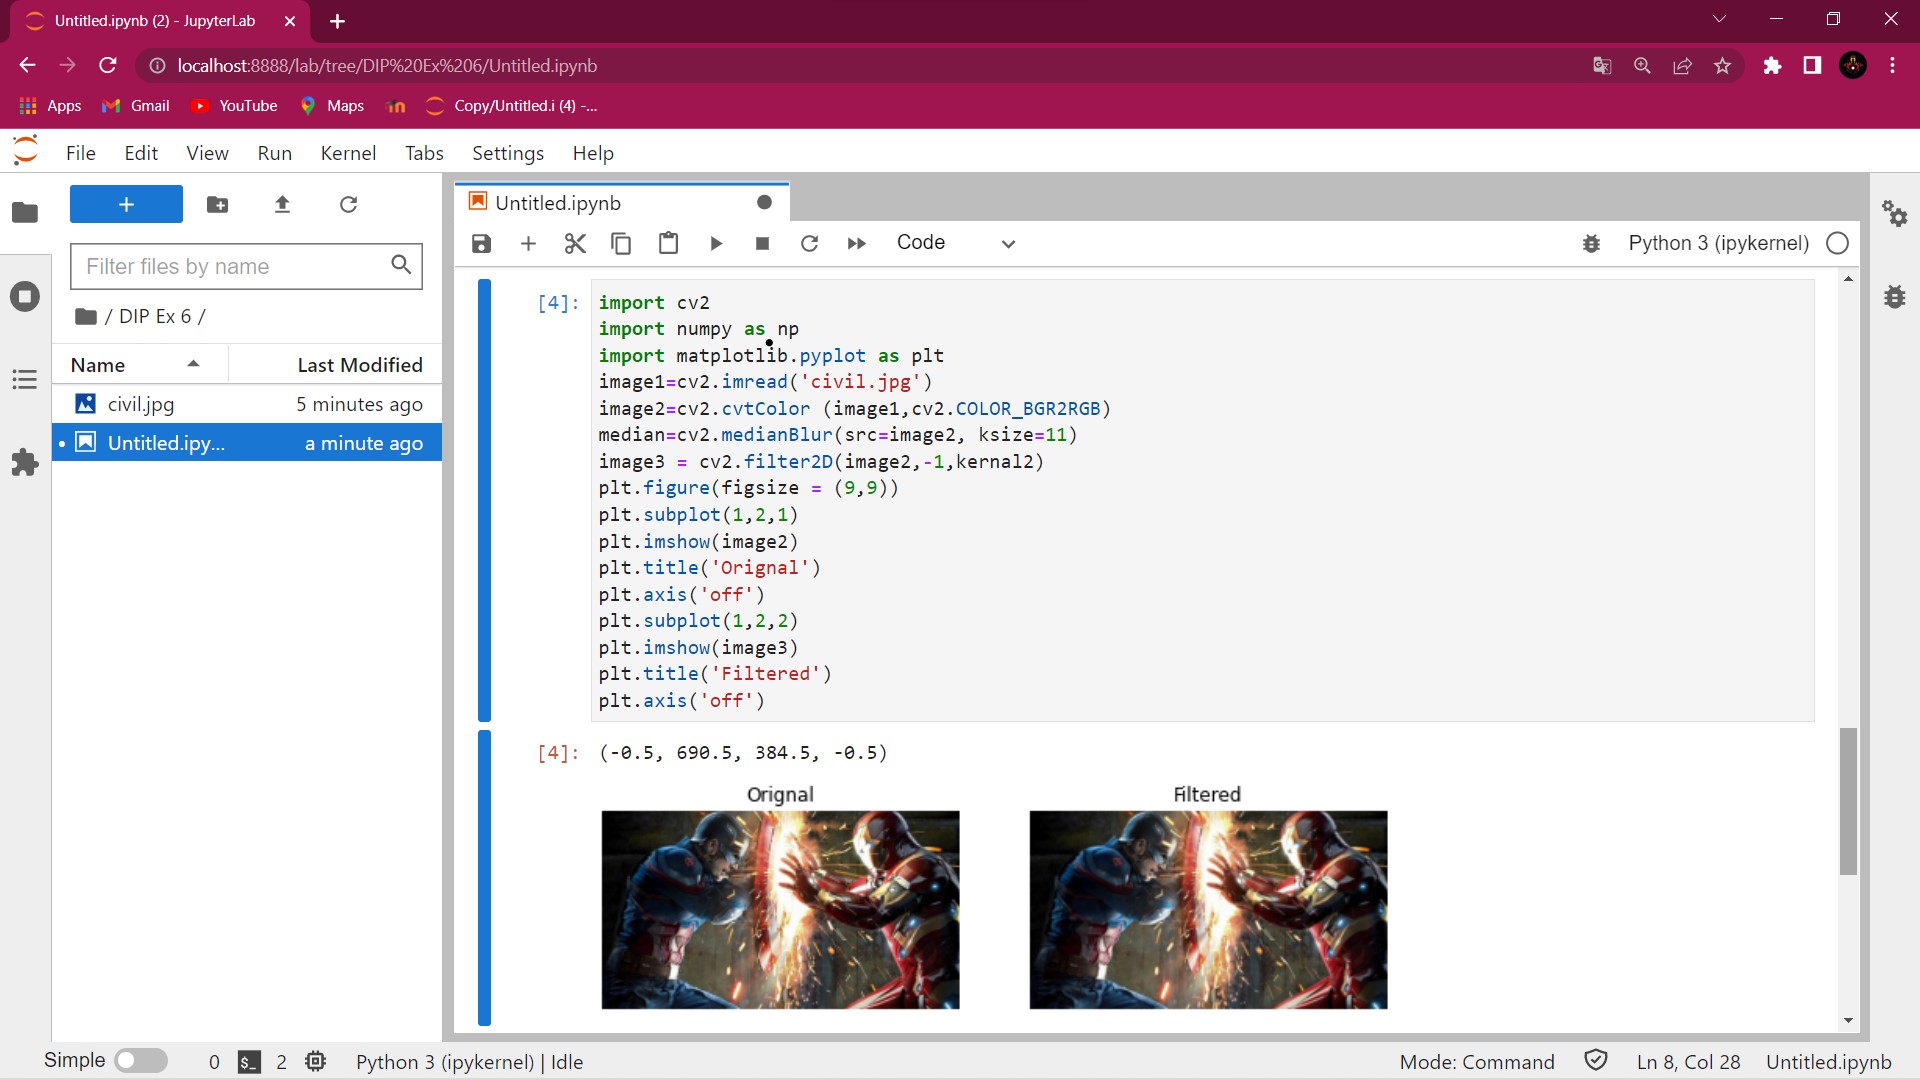 Untitled.ipynb (2) - JupyterLab
localhost:8888/lab/tree/DIP%20Ex%206/Untitled.ipynb
Apps Gmail YouTube Maps Copy/Untitled.i (4) -...
File Edit View Run Kernel Tabs Settings Help
Untitled.ipynb
Code
Python 3 (ipykernel)
Filter files by name
/ DIP Ex 6 /
Name Last Modified
civil.jpg 5 minutes ago
Untitled.ipy... a minute ago
[4]: import cv2
import numpy as np
import matplotlib.pyplot as plt
image1=cv2.imread('civil.jpg')
image2=cv2.cvtColor (image1,cv2.COLOR_BGR2RGB)
median=cv2.medianBlur(src=image2, ksize=11)
image3 = cv2.filter2D(image2,-1,kernal2)
plt.figure(figsize = (9,9))
plt.subplot(1,2,1)
plt.imshow(image2)
plt.title('Orignal')
plt.axis('off')
plt.subplot(1,2,2)
plt.imshow(image3)
plt.title('Filtered')
plt.axis('off')
[4]: (-0.5, 690.5, 384.5, -0.5)
Orignal Filtered
Simple 0 $_ 2 Python 3 (ipykernel) | Idle Mode: Command Ln 8, Col 28 Untitled.ipynb